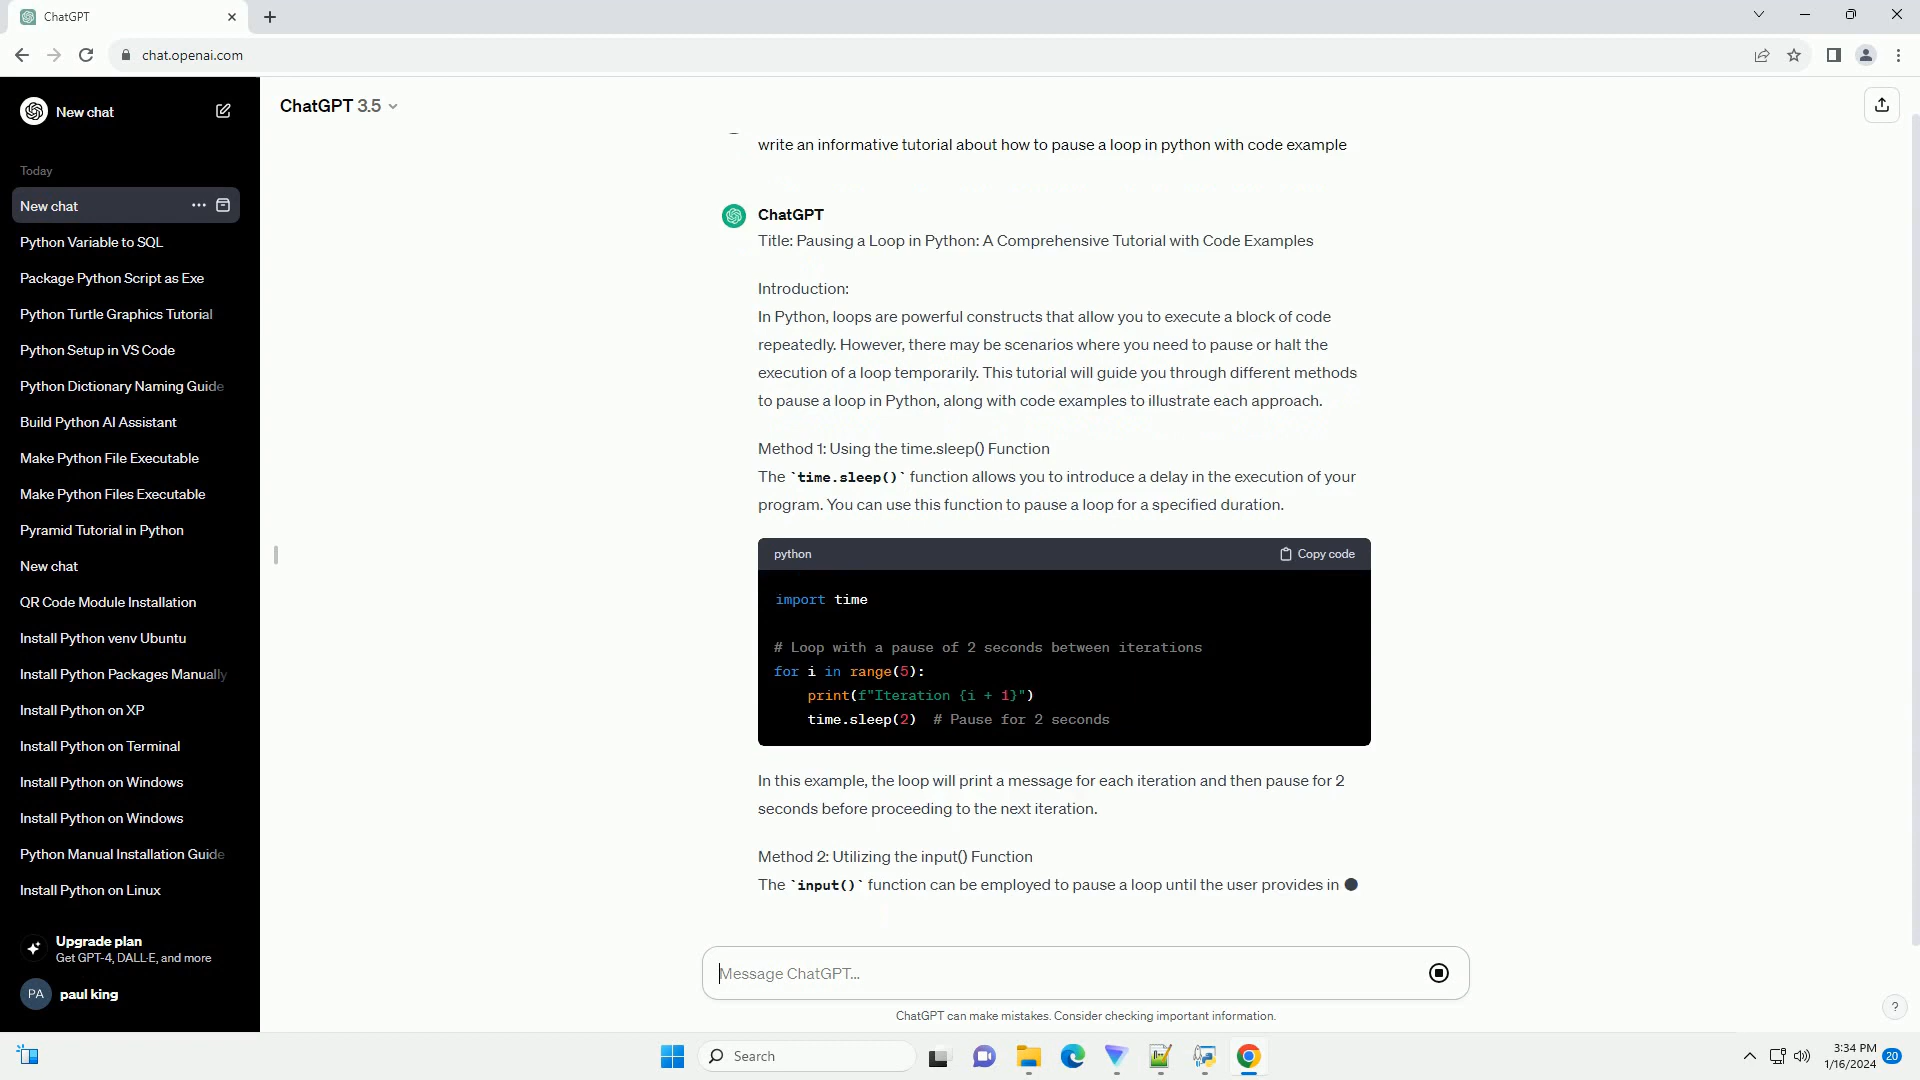 ChatGPT
chat.openai.com
New chat
ChatGPT 3.5
Today
New chat
Python Variable to SQL
Package Python Script as Exe
Python Turtle Graphics Tutorial
Python Setup in VS Code
Python Dictionary Naming Guide
Build Python AI Assistant
Make Python File Executable
Make Python Files Executable
Pyramid Tutorial in Python
New chat
QR Code Module Installation
Install Python venv Ubuntu
Install Python Packages Manually
Install Python on XP
Install Python on Terminal
Install Python on Windows
Install Python on Windows
Python Manual Installation Guide
Install Python on Linux
Upgrade plan
Get GPT-4, DALL·E, and more
PA
paul king
write an informative tutorial about how to pause a loop in python with code example
ChatGPT
Title: Pausing a Loop in Python: A Comprehensive Tutorial with Code Examples
Introduction:
In Python, loops are powerful constructs that allow you to execute a block of code
repeatedly. However, there may be scenarios where you need to pause or halt the
execution of a loop temporarily. This tutorial will guide you through different methods
to pause a loop in Python, along with code examples to illustrate each approach.
Method 1: Using the time.sleep() Function
The `time.sleep()` function allows you to introduce a delay in the execution of your
program. You can use this function to pause a loop for a specified duration.
python
Copy code
import time
# Loop with a pause of 2 seconds between iterations
for i in range(5):
    print(f"Iteration {i + 1}")
    time.sleep(2)  # Pause for 2 seconds
In this example, the loop will print a message for each iteration and then pause for 2
seconds before proceeding to the next iteration.
Method 2: Utilizing the input() Function
The `input()` function can be employed to pause a loop until the user provides in
Message ChatGPT...
ChatGPT can make mistakes. Consider checking important information.
?
Search
3:34 PM
1/16/2024
20